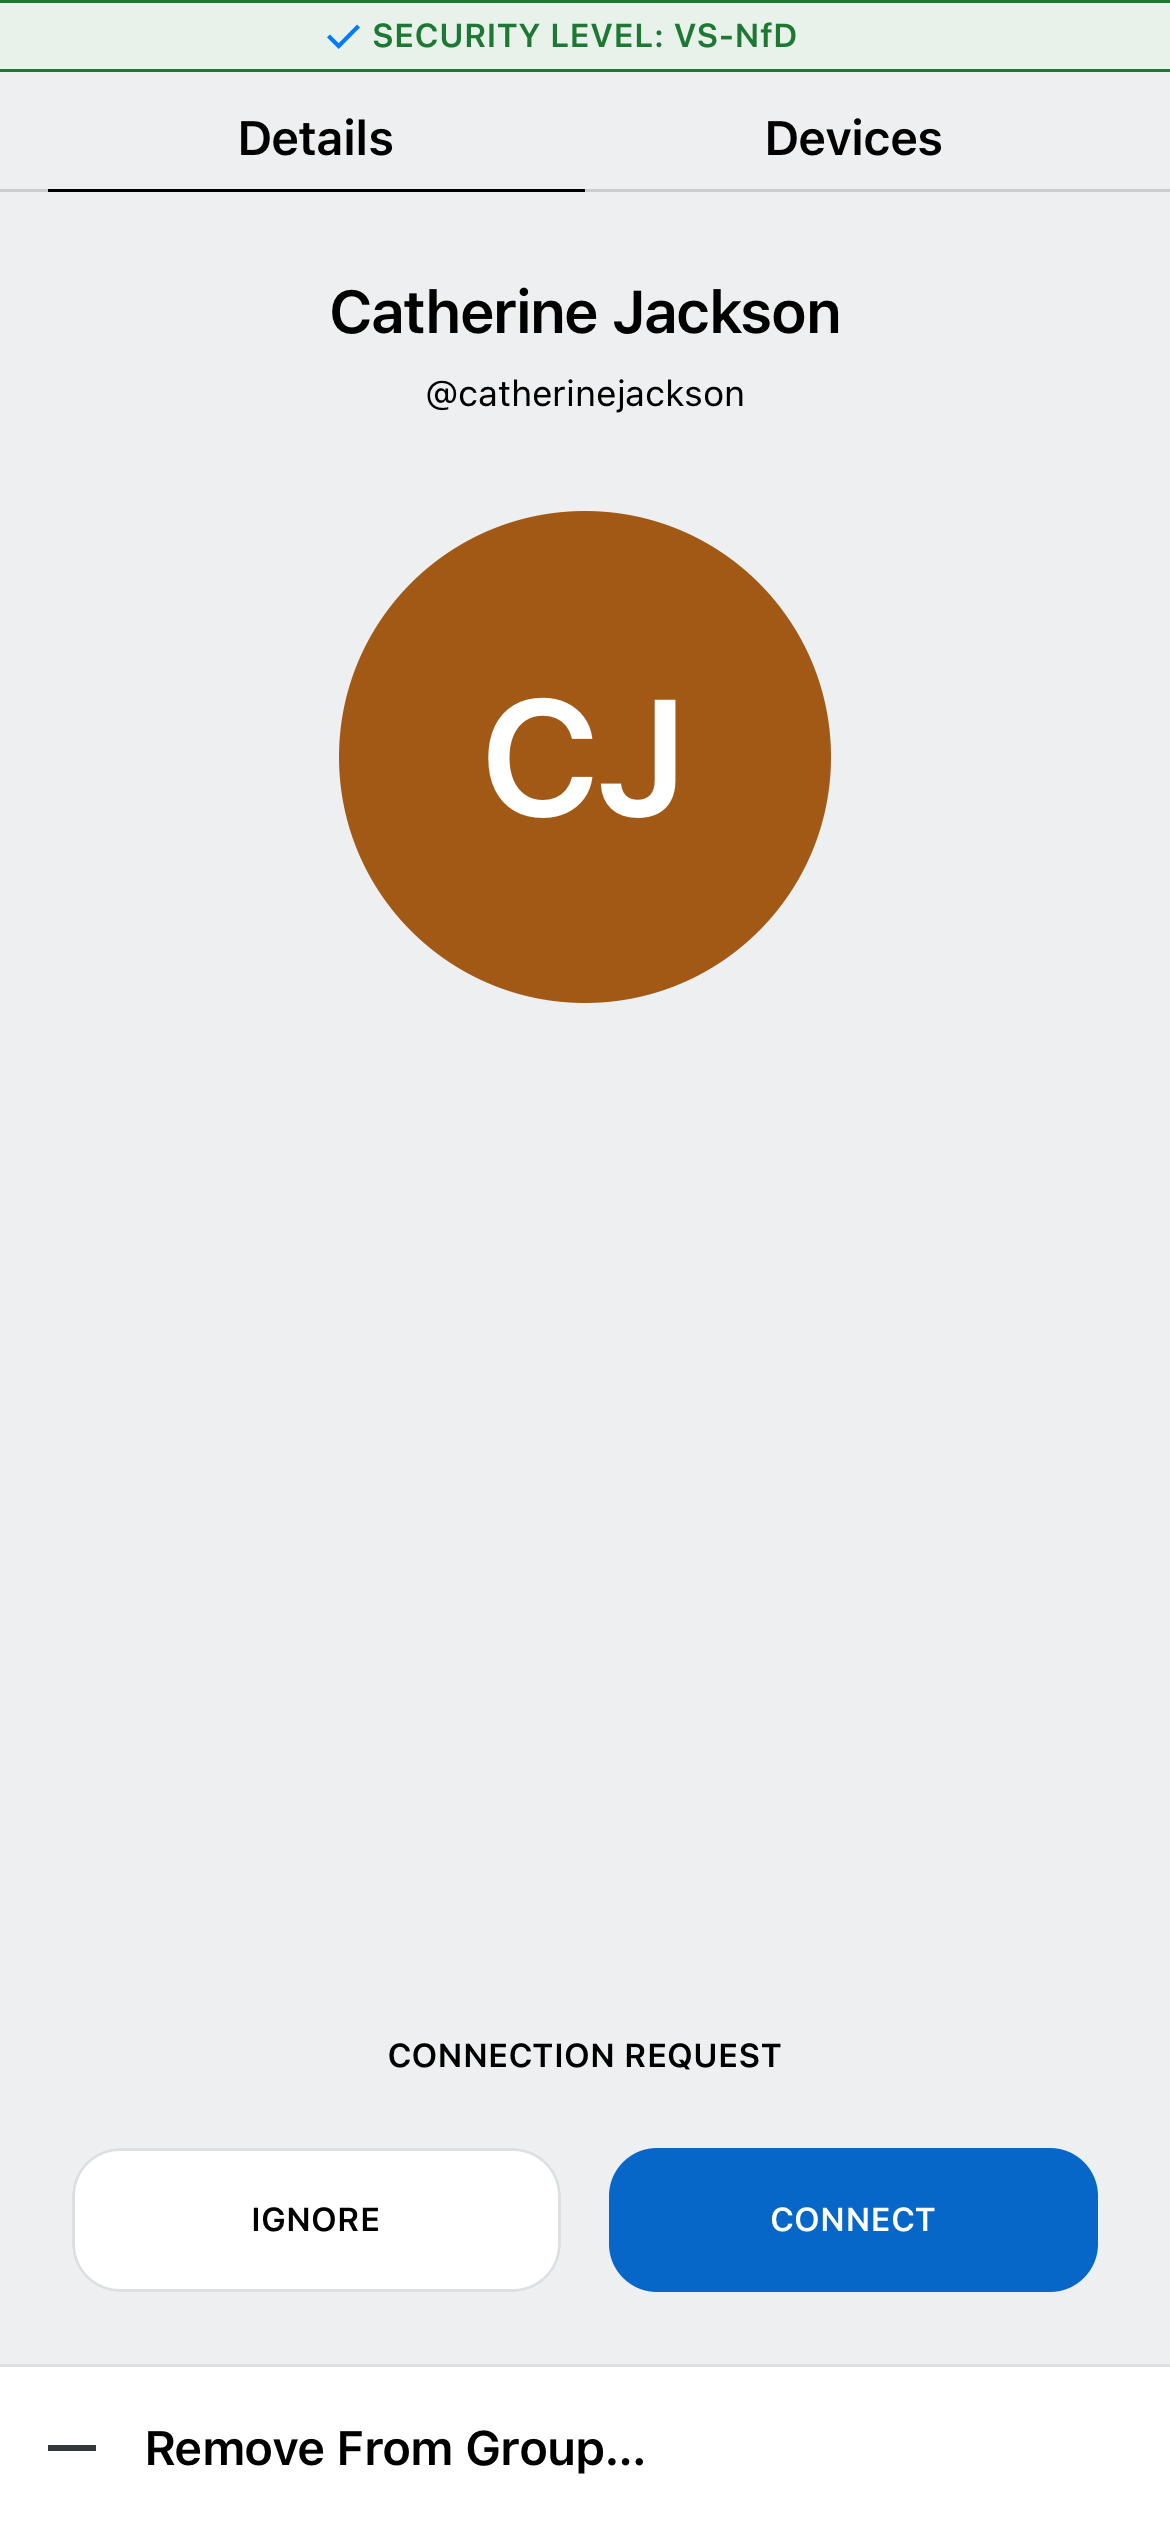 SECURITY LEVEL: VS-NfD
Details
Devices
Catherine Jackson
@catherinejackson
CJ
CONNECTION REQUEST
IGNORE
CONNECT
Remove From Group...